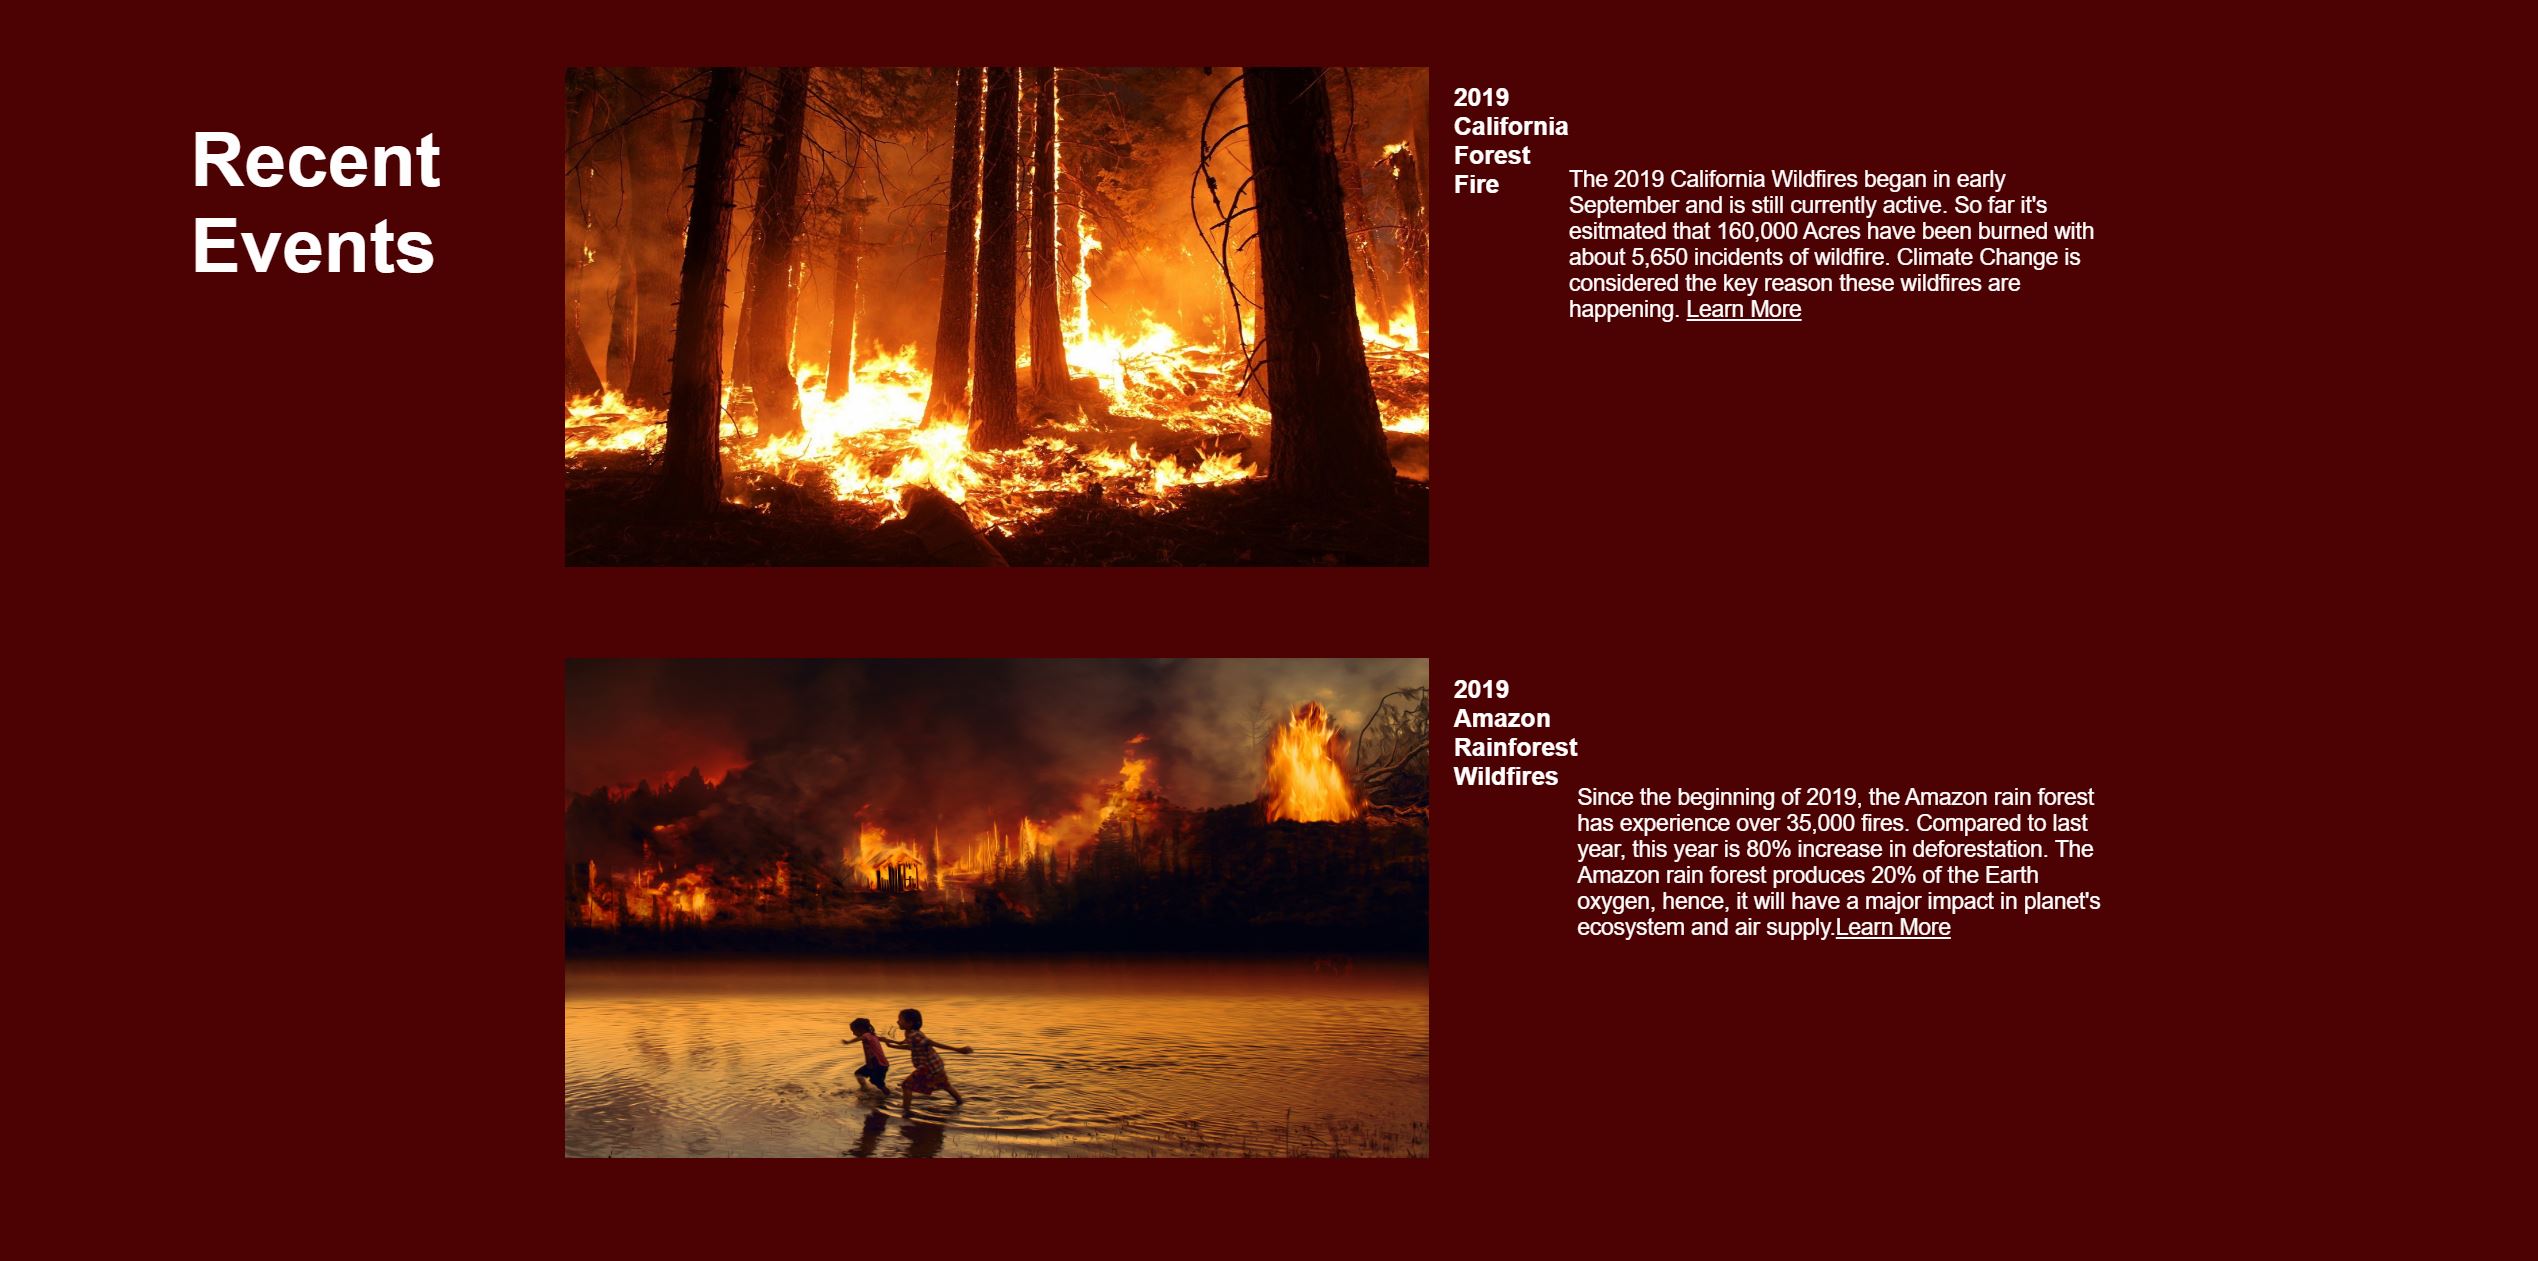 Recent
Events
2019
California
Forest
Fire
The 2019 California Wildfires began in early
September and is still currently active. So far it's
esitmated that 160,000 Acres have been burned with
about 5,650 incidents of wildfire. Climate Change is
considered the key reason these wildfires are
happening. Learn More
2019
Amazon
Rainforest
Wildfires
Since the beginning of 2019, the Amazon rain forest
has experience over 35,000 fires. Compared to last
year, this year is 80% increase in deforestation. The
Amazon rain forest produces 20% of the Earth
oxygen, hence, it will have a major impact in planet's
ecosystem and air supply.Learn More